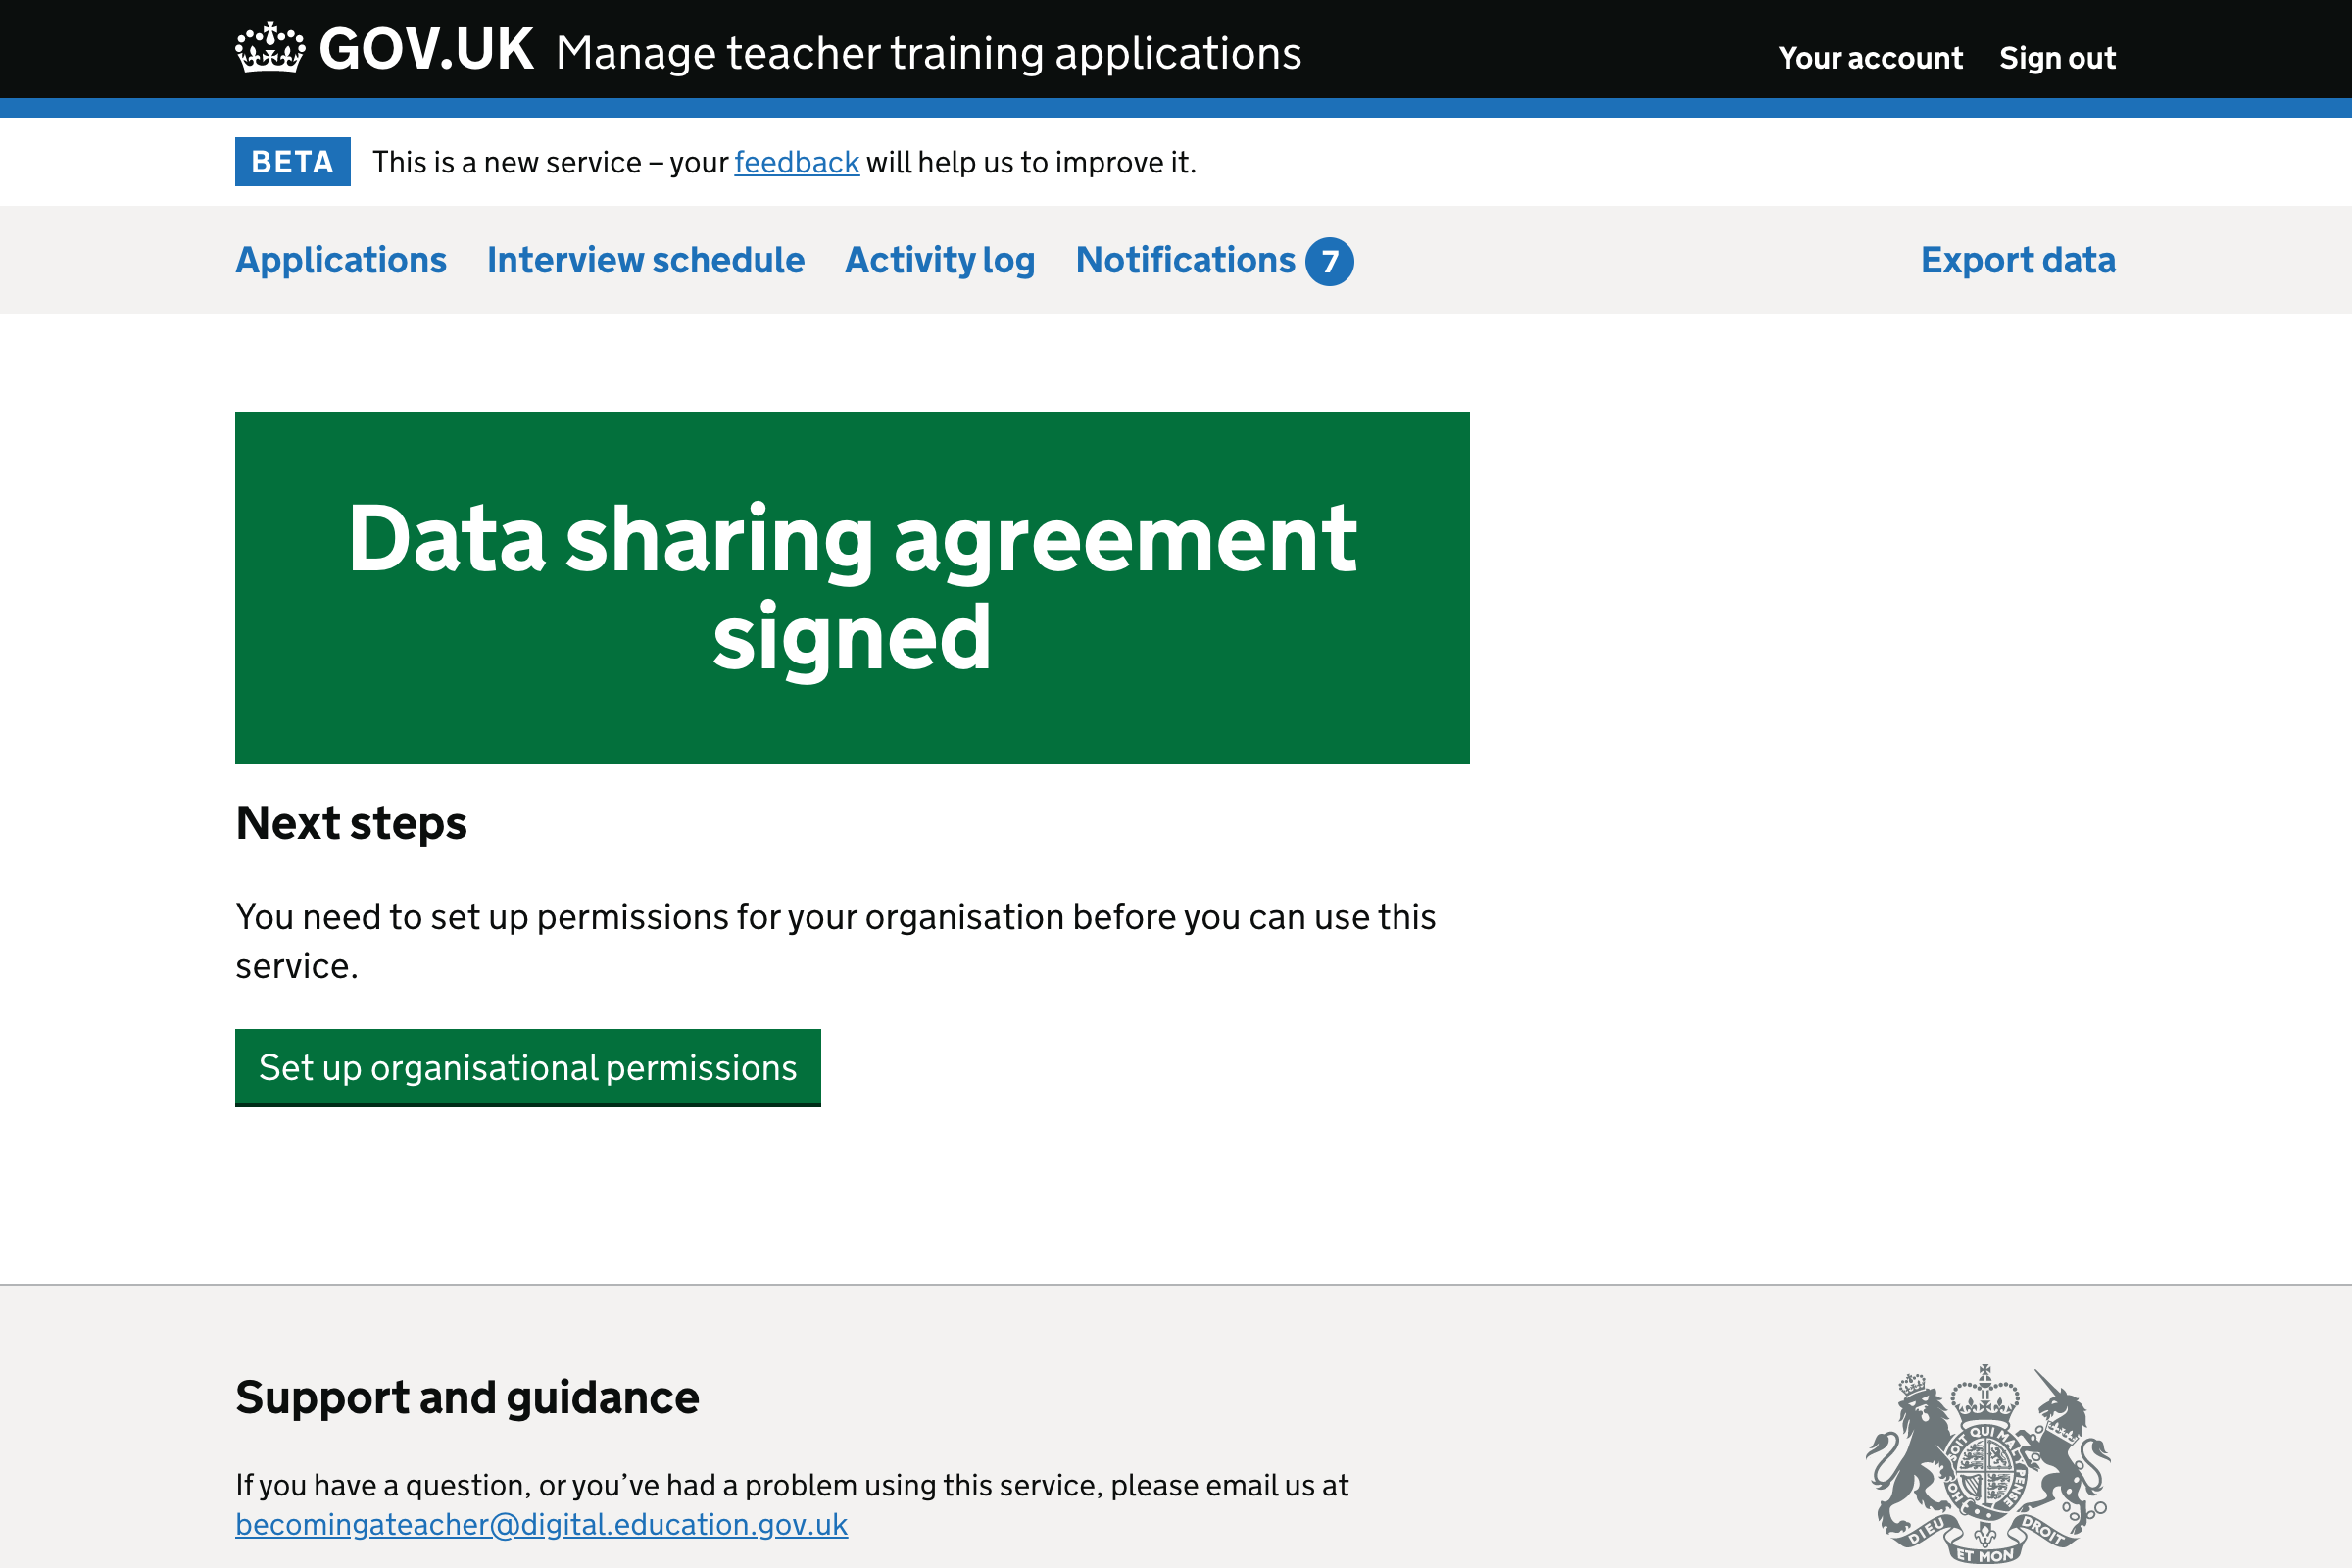 GOV.UK Manage teacher training applications
Your account Sign out
BETA This is a new service – your feedback will help us to improve it.
Applications Interview schedule Activity log Notifications 7 Export data
Data sharing agreement
signed
Next steps
You need to set up permissions for your organisation before you can use this
service.
Set up organisational permissions
Support and guidance
If you have a question, or you’ve had a problem using this service, please email us at
becomingateacher@digital.education.gov.uk
SOIT QUI MAL
PENSE
HON
DIEU ET MON DROIT